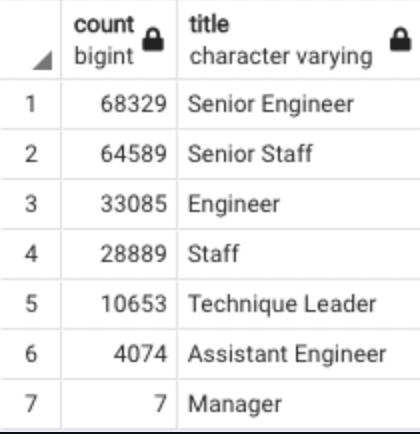 count title
bigint character varying
1 68329 Senior Engineer
2 64589 Senior Staff
3 33085 Engineer
4 28889 Staff
5 10653 Technique Leader
6 4074 Assistant Engineer
7 7 Manager